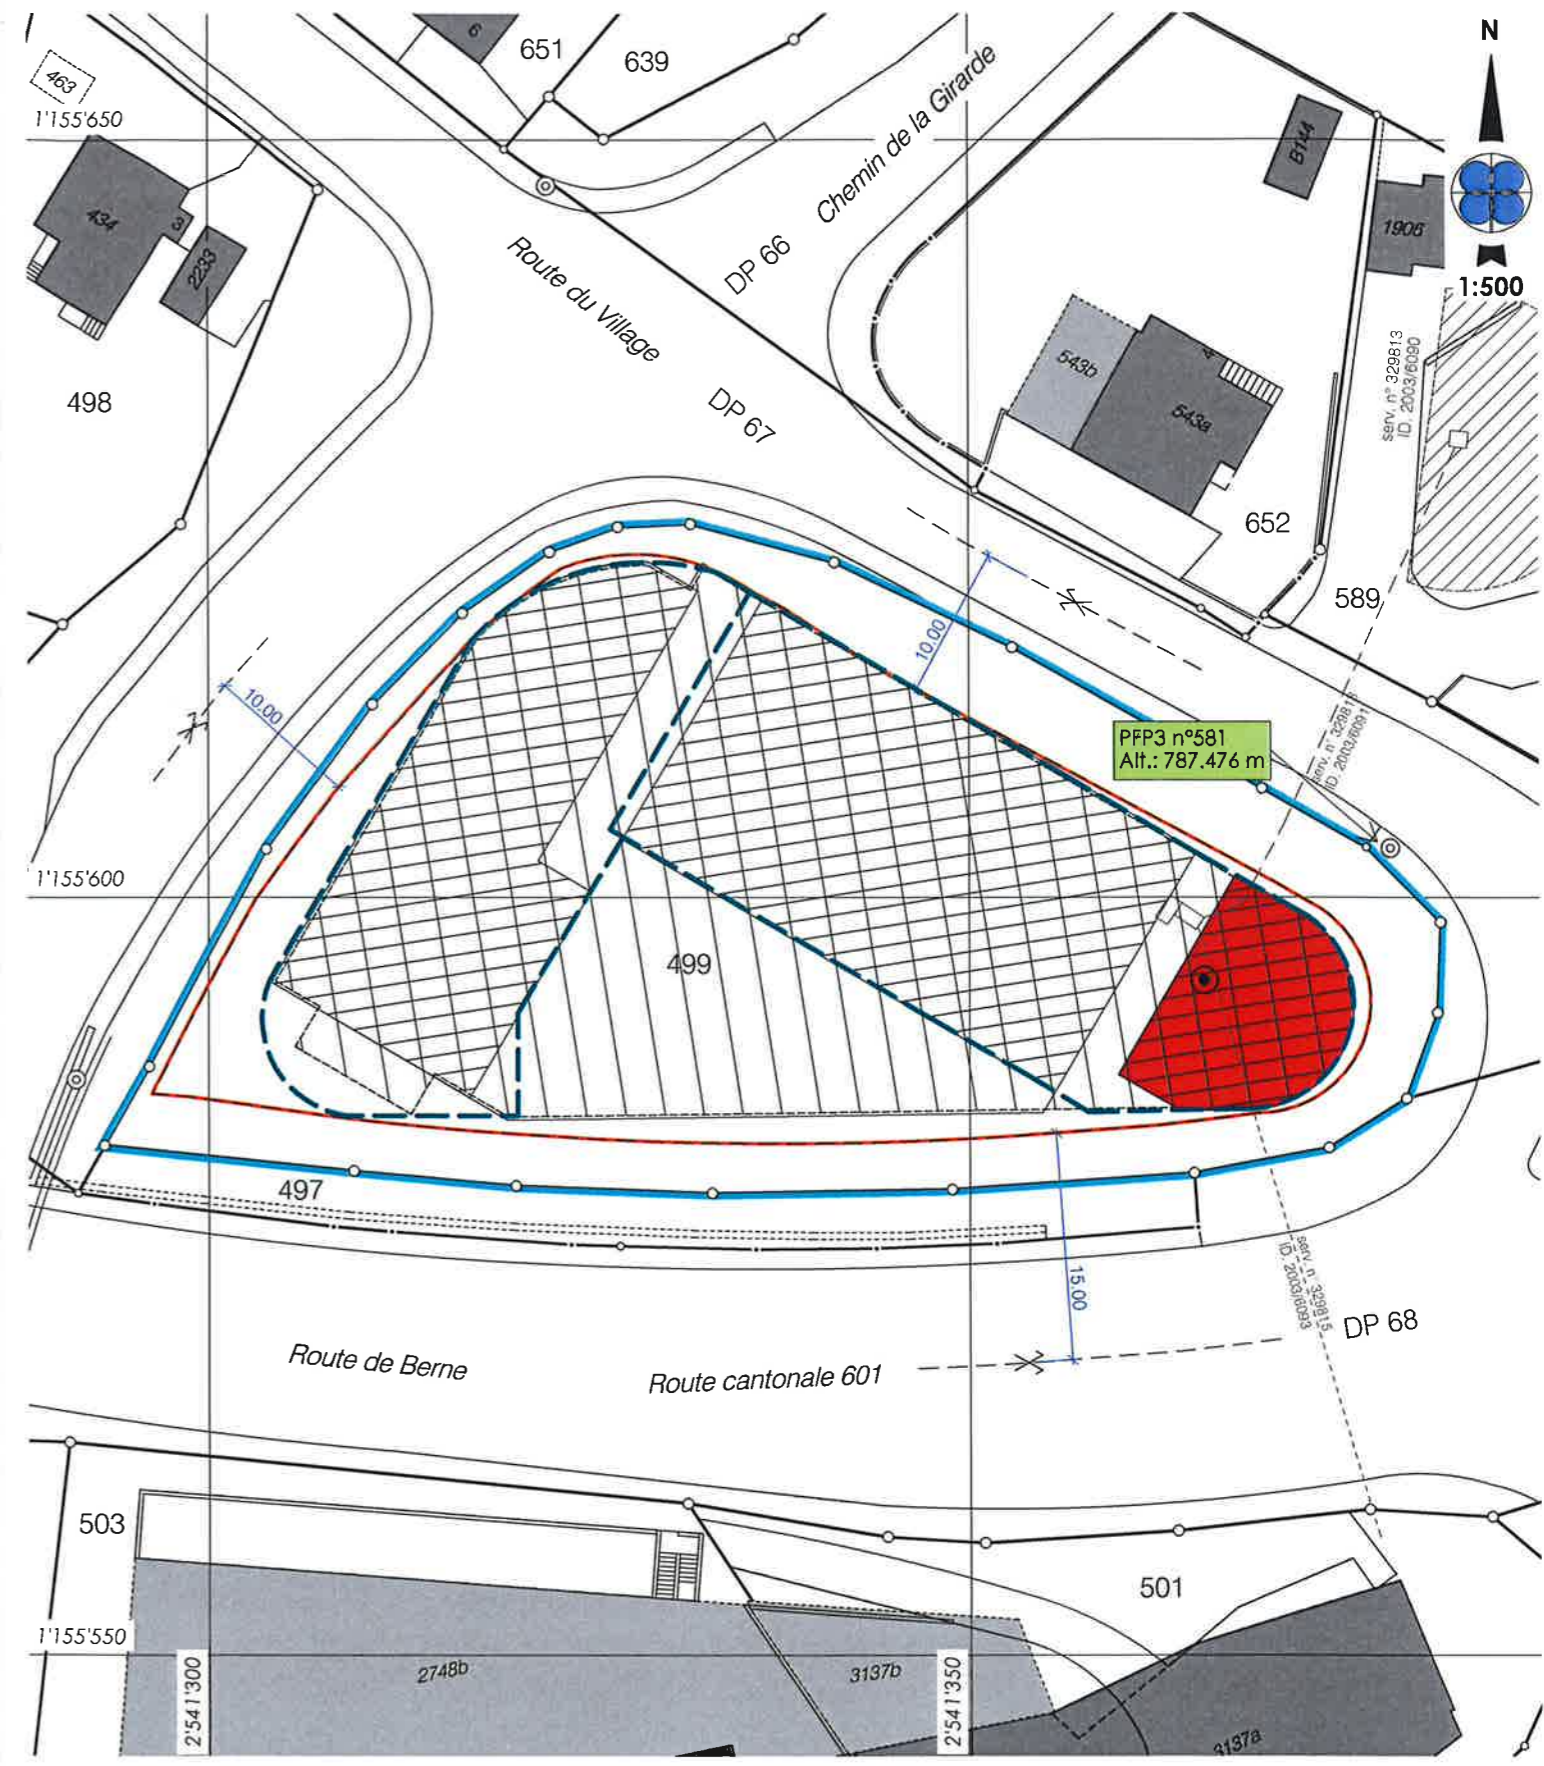 N
1:500
463
1'155'650
6
651
639
Chemin de la Girarde
B144
1906
434
3
2233
Route du Village
DP 66
DP 67
498
543b
4
543a
652
589
serv. n° 329813
ID. 2003/6090
10.00
10.00
PFP3 n°581
Alt.: 787.476 m
ID. 2003/6091
1'155'600
499
497
15.00
serv. n° 329815
ID. 2003/6093
DP 68
Route de Berne
Route cantonale 601
503
501
1'155'550
2'541'300
2748b
3137b
2'541'350
3137a